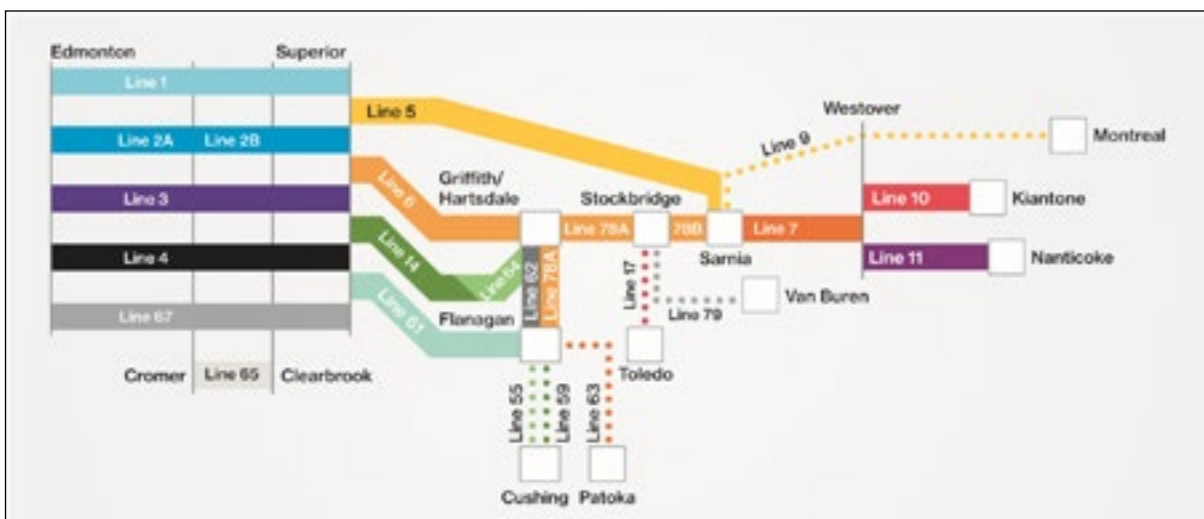 Edmonton
Superior
Line 1
Line 5
Westover
Line 2A
Line 2B
Line 9
Montreal
Griffith/
Hartsdale
Stockbridge
Line 6
Line 3
Line 10
Kiantone
Line 78A
78B
Line 7
Line 14
Sarnia
Line 4
Line 64
Line 62
Line 78A
Line 11
Nanticoke
Line 17
Van Buren
Line 67
Line 61
Flanagan
Line 79
Cromer
Line 65
Clearbrook
Toledo
Line 55
Line 59
Line 63
Cushing
Patoka